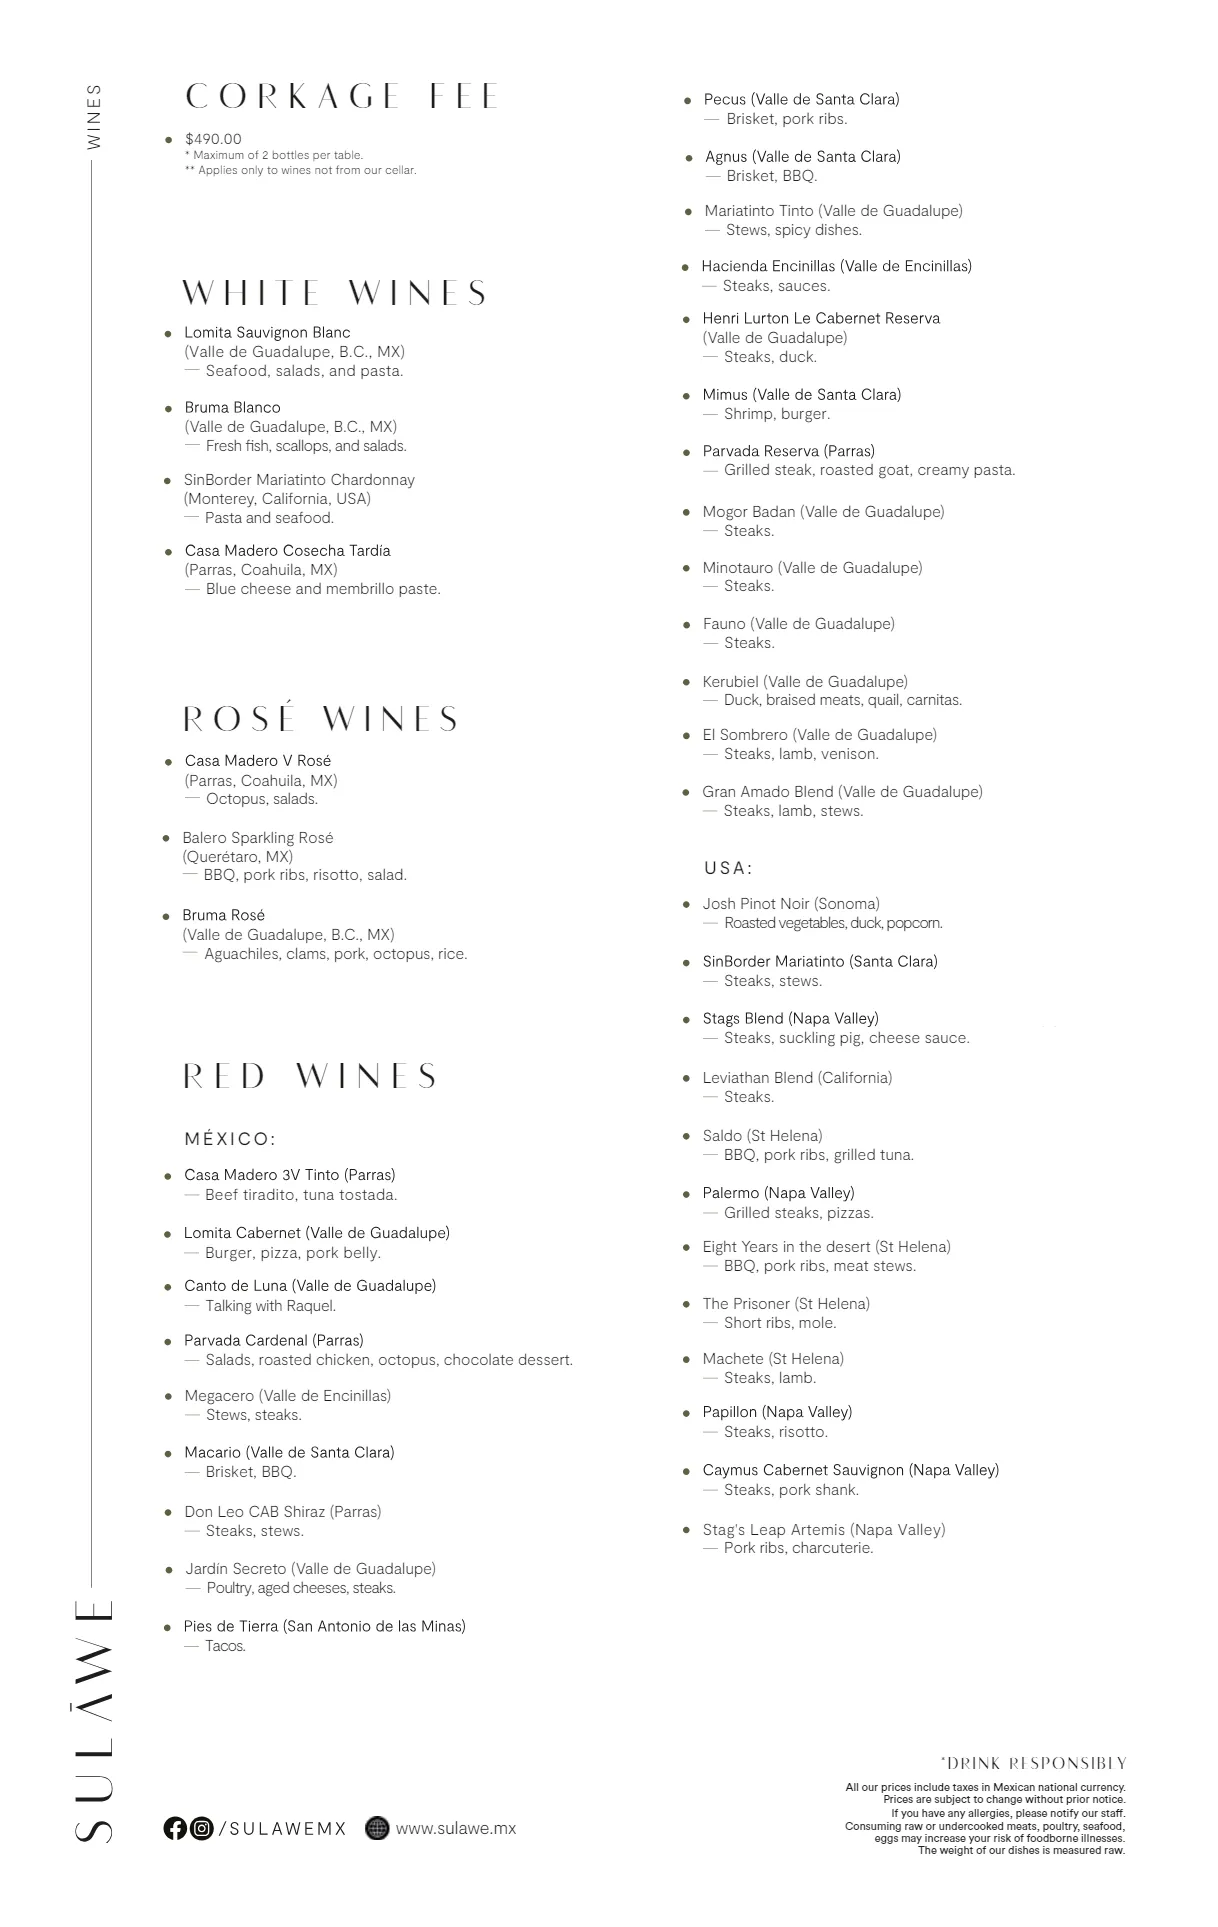 WINES
CORKAGE FEE
$490.00
* Maximum of 2 bottles per table.
** Applies only to wines not from our cellar.
WHITE WINES
Lomita Sauvignon Blanc
(Valle de Guadalupe, B.C., MX)
— Seafood, salads, and pasta.
Bruma Blanco
(Valle de Guadalupe, B.C., MX)
— Fresh fish, scallops, and salads.
SinBorder Mariatinto Chardonnay
(Monterey, California, USA)
— Pasta and seafood.
Casa Madero Cosecha Tardía
(Parras, Coahuila, MX)
— Blue cheese and membrillo paste.
ROSÉ WINES
Casa Madero V Rosé
(Parras, Coahuila, MX)
— Octopus, salads.
Balero Sparkling Rosé
(Querétaro, MX)
— BBQ, pork ribs, risotto, salad.
Bruma Rosé
(Valle de Guadalupe, B.C., MX)
— Aguachiles, clams, pork, octopus, rice.
RED WINES
MÉXICO:
Casa Madero 3V Tinto (Parras)
— Beef tiradito, tuna tostada.
Lomita Cabernet (Valle de Guadalupe)
— Burger, pizza, pork belly.
Canto de Luna (Valle de Guadalupe)
— Talking with Raquel.
Parvada Cardenal (Parras)
— Salads, roasted chicken, octopus, chocolate dessert.
Megacero (Valle de Encinillas)
— Stews, steaks.
Macario (Valle de Santa Clara)
— Brisket, BBQ.
Don Leo CAB Shiraz (Parras)
— Steaks, stews.
Jardín Secreto (Valle de Guadalupe)
— Poultry, aged cheeses, steaks.
Pies de Tierra (San Antonio de las Minas)
— Tacos.
Pecus (Valle de Santa Clara)
— Brisket, pork ribs.
Agnus (Valle de Santa Clara)
— Brisket, BBQ.
Mariatinto Tinto (Valle de Guadalupe)
— Stews, spicy dishes.
Hacienda Encinillas (Valle de Encinillas)
— Steaks, sauces.
Henri Lurton Le Cabernet Reserva
(Valle de Guadalupe)
— Steaks, duck.
Mimus (Valle de Santa Clara)
— Shrimp, burger.
Parvada Reserva (Parras)
— Grilled steak, roasted goat, creamy pasta.
Mogor Badan (Valle de Guadalupe)
— Steaks.
Minotauro (Valle de Guadalupe)
— Steaks.
Fauno (Valle de Guadalupe)
— Steaks.
Kerubiel (Valle de Guadalupe)
— Duck, braised meats, quail, carnitas.
El Sombrero (Valle de Guadalupe)
— Steaks, lamb, venison.
Gran Amado Blend (Valle de Guadalupe)
— Steaks, lamb, stews.
USA:
Josh Pinot Noir (Sonoma)
— Roasted vegetables, duck, popcorn.
SinBorder Mariatinto (Santa Clara)
— Steaks, stews.
Stags Blend (Napa Valley)
— Steaks, suckling pig, cheese sauce.
Leviathan Blend (California)
— Steaks.
Saldo (St Helena)
— BBQ, pork ribs, grilled tuna.
Palermo (Napa Valley)
— Grilled steaks, pizzas.
Eight Years in the desert (St Helena)
— BBQ, pork ribs, meat stews.
The Prisoner (St Helena)
— Short ribs, mole.
Machete (St Helena)
— Steaks, lamb.
Papillon (Napa Valley)
— Steaks, risotto.
Caymus Cabernet Sauvignon (Napa Valley)
— Steaks, pork shank.
Stag's Leap Artemis (Napa Valley)
— Pork ribs, charcuterie.
SULĀWE
/SULAWEMX www.sulawe.mx
*DRINK RESPONSIBLY
All our prices include taxes in Mexican national currency.
Prices are subject to change without prior notice.
If you have any allergies, please notify our staff.
Consuming raw or undercooked meats, poultry, seafood,
eggs may increase your risk of foodborne illnesses.
The weight of our dishes is measured raw.